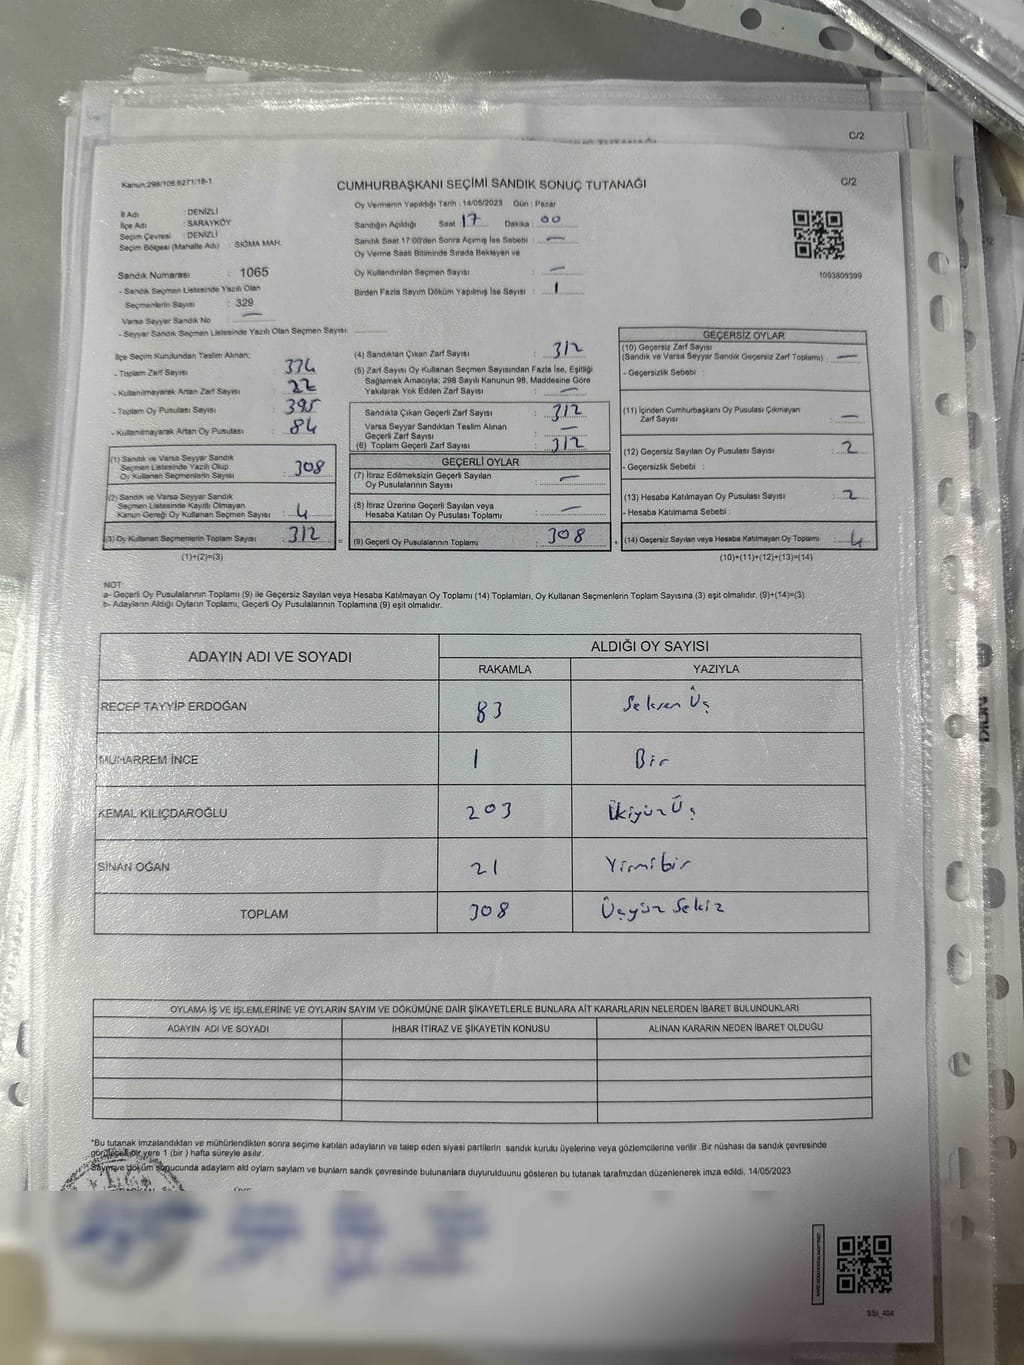 C/2
Kanun;298/105;6271/18-1
CUMHURBAŞKANI SEÇİMİ SANDIK SONUÇ TUTANAĞI
C/2
İl Adı : DENİZLİ
İlçe Adı : SARAYKÖY
Seçim Çevresi : DENİZLİ
Seçim Bölgesi (Mahalle Adı) : SIĞMA MAH.
Sandık Numarası : 1065
- Sandık Seçmen Listesinde Yazılı Olan
Seçmenlerin Sayısı : 329
Varsa Seyyar Sandık No : —
- Seyyar Sandık Seçmen Listesinde Yazılı Olan Seçmen Sayısı:
Oy Vermenin Yapıldığı Tarih : 14/05/2023 Gün : Pazar
Sandığın Açıldığı Saat 17 Dakika 00
Sandık Saat 17:00'den Sonra Açımış İse Sebebi : —
Oy Verme Saati Bitiminde Sırada Bekleyen ve
Oy Kullandırılan Seçmen Sayısı : —
Birden Fazla Sayım Döküm Yapılmış İse Sayısı : 1
1093809399
İlçe Seçim Kurulundan Teslim Alınan;
- Toplam Zarf Sayısı : 334
- Kullanılmayarak Artan Zarf Sayısı : 22
- Toplam Oy Pusulası Sayısı : 395
- Kullanılmayarak Artan Oy Pusulası : 84
(1) Sandık ve Varsa Seyyar Sandık
Seçmen Listesinde Yazılı Olup
Oy Kullanan Seçmenlerin Sayısı : 308
(2) Sandık ve Varsa Seyyar Sandık
Seçmen Listesinde Kayıtlı Olmayan
Kanun Gereği Oy Kullanan Seçmen Sayısı : 4
(3) Oy Kullanan Seçmenlerin Toplam Sayısı : 312
(1)+(2)=(3)
(4) Sandıktan Çıkan Zarf Sayısı : 312
(5) Zarf Sayısı Oy Kullanan Seçmen Sayısından Fazla İse, Eşitliği
Sağlamak Amacıyla; 298 Sayılı Kanunun 98. Maddesine Göre
Yakılarak Yok Edilen Zarf Sayısı : —
Sandıkta Çıkan Geçerli Zarf Sayısı : 312
Varsa Seyyar Sandıktan Teslim Alınan
Geçerli Zarf Sayısı : —
(6) Toplam Geçerli Zarf Sayısı : 312
GEÇERLİ OYLAR
(7) İtiraz Edilmeksizin Geçerli Sayılan
Oy Pusulalarının Sayısı : —
(8) İtiraz Üzerine Geçerli Sayılan veya
Hesaba Katılan Oy Pusulası Toplamı : —
= (9) Geçerli Oy Pusulalarının Toplamı : 308
GEÇERSİZ OYLAR
(10) Geçersiz Zarf Sayısı
(Sandık ve Varsa Seyyar Sandık Geçersiz Zarf Toplamı) : —
- Geçersizlik Sebebi :
(11) İçinden Cumhurbaşkanı Oy Pusulası Çıkmayan
Zarf Sayısı : —
(12) Geçersiz Sayılan Oy Pusulası Sayısı : 2
- Geçersizlik Sebebi :
(13) Hesaba Katılmayan Oy Pusulası Sayısı : 2
- Hesaba Katılmama Sebebi :
+ (14) Geçersiz Sayılan veya Hesaba Katılmayan Oy Toplamı : 4
(10)+(11)+(12)+(13)=(14)
NOT:
a- Geçerli Oy Pusulalarının Toplamı (9) ile Geçersiz Sayılan veya Hesaba Katılmayan Oy Toplamı (14) Toplamları, Oy Kullanan Seçmenlerin Toplam Sayısına (3) eşit olmalıdır. (9)+(14)=(3)
b- Adayların Aldığı Oyların Toplamı, Geçerli Oy Pusulalarının Toplamına (9) eşit olmalıdır.
ADAYIN ADI VE SOYADI ALDIĞI OY SAYISI
RAKAMLA YAZIYLA
RECEP TAYYİP ERDOĞAN 83 Seksen Üç
MUHARREM İNCE 1 Bir
KEMAL KILIÇDAROĞLU 203 İkiyüz Üç
SİNAN OĞAN 21 Yirmibir
TOPLAM 308 Üçyüz Sekiz
OYLAMA İŞ VE İŞLEMLERİNE VE OYLARIN SAYIM VE DÖKÜMÜNE DAİR ŞİKAYETLERLE BUNLARA AİT KARARLARIN NELERDEN İBARET BULUNDUKLARI
ADAYIN ADI VE SOYADI İHBAR İTİRAZ VE ŞİKAYETİN KONUSU ALINAN KARARIN NEDEN İBARET OLDUĞU
*Bu tutanak imzalandıktan ve mühürlendikten sonra seçime katılan adayların ve talep eden siyasi partilerin sandık kurulu üyelerine veya gözlemcilerine verilir .Bir nüshası da sandık çevresinde
görülecek bir yere 1 (bir ) hafta süreyle asılır.
Sayım ve döküm sonucunda adayların ald oyların sayların ve bunların sandk çevresinde bulunanlara duyurulduunu gösteren bu tutanak tarafmzdan düzenlenerek imza edildi. 14/05/2023
SSI_404